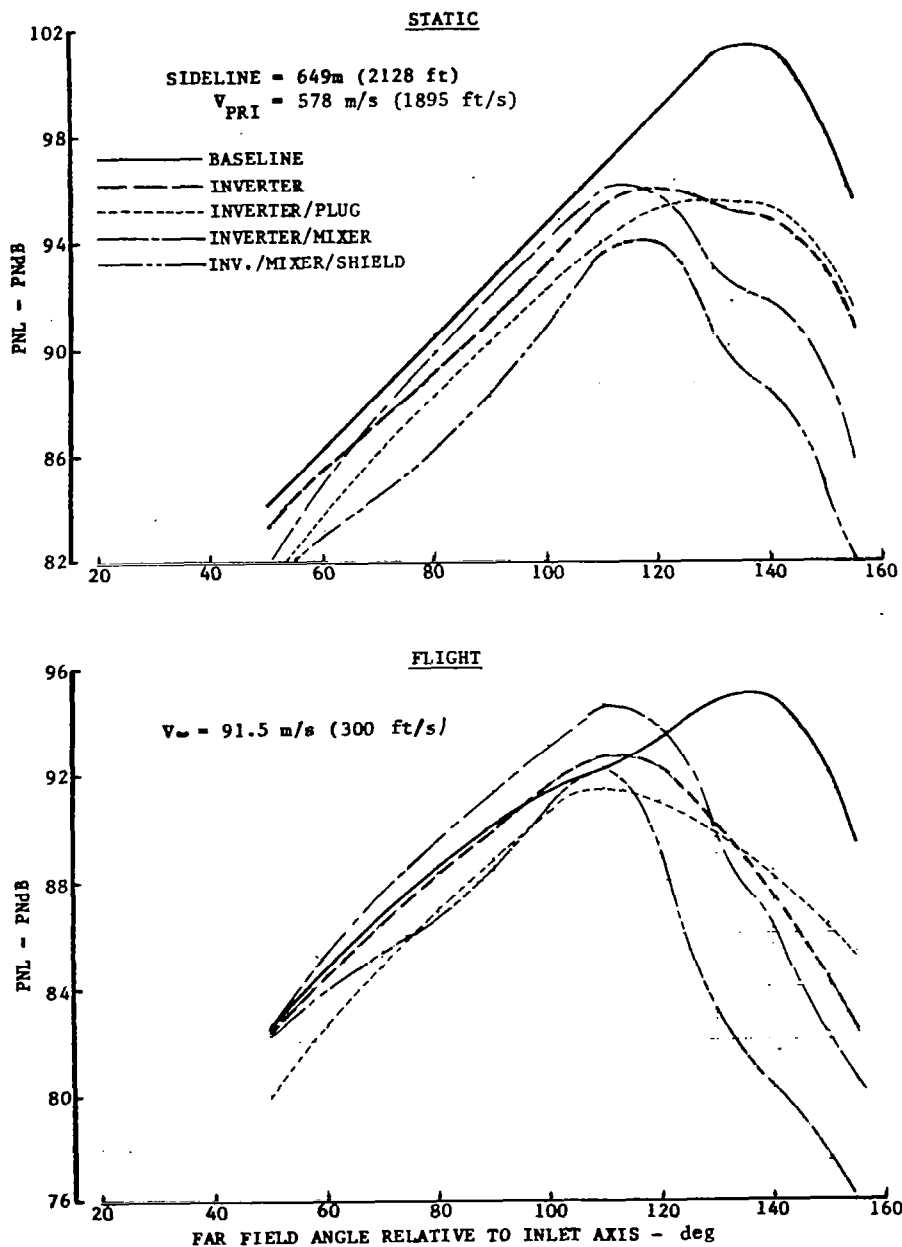 STATIC
102
98
94
90
86
82
PNL - PNdB
SIDELINE = 649m (2128 ft)
V PRI = 578 m/s (1895 ft/s)
BASELINE
INVERTER
INVERTER/PLUG
INVERTER/MIXER
INV./MIXER/SHIELD
20 40 60 80 100 120 140 160
FLIGHT
96
92
88
84
80
76
PNL - PNdB
V∞ = 91.5 m/s (300 ft/s)
20 40 60 80 100 120 140 160
FAR FIELD ANGLE RELATIVE TO INLET AXIS - deg